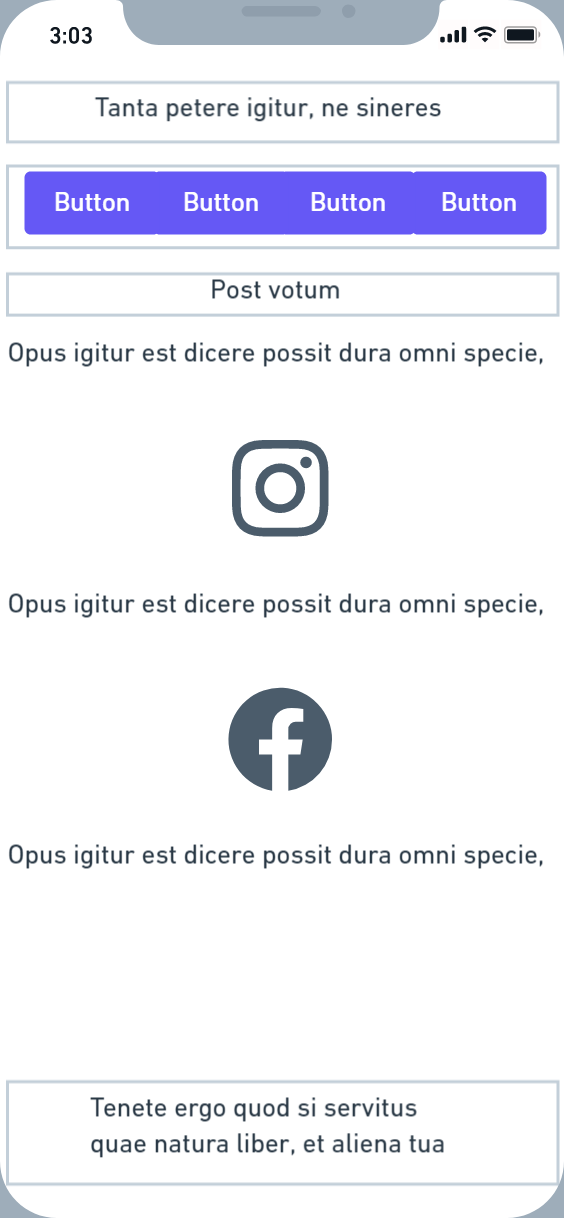 3:03
Tanta petere igitur, ne sineres
Button Button Button Button
Post votum
Opus igitur est dicere possit dura omni specie,
Opus igitur est dicere possit dura omni specie,
Opus igitur est dicere possit dura omni specie,
Tenete ergo quod si servitus
quae natura liber, et aliena tua